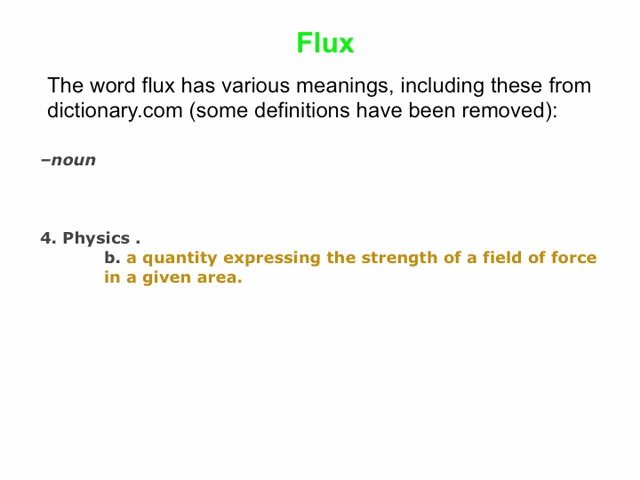 Flux
The word flux has various meanings, including these from
dictionary.com (some definitions have been removed):
–noun
4. Physics .
b. a quantity expressing the strength of a field of force
in a given area.